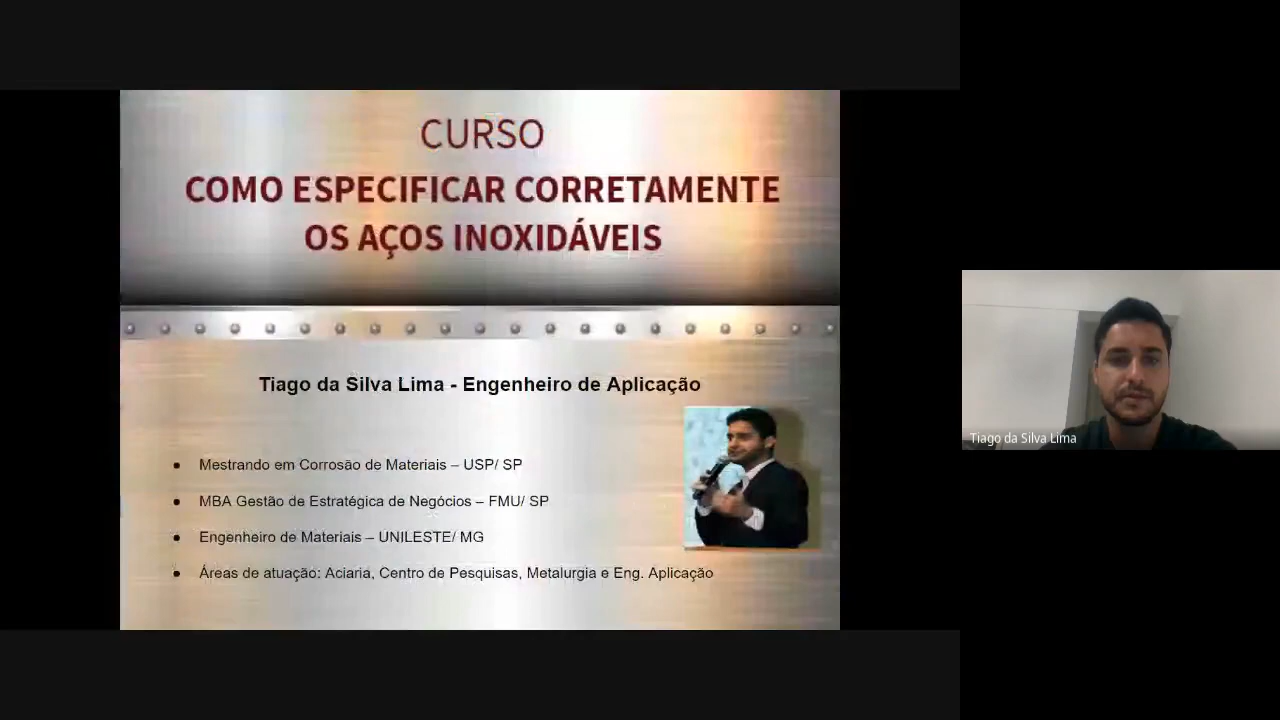 CURSO
COMO ESPECIFICAR CORRETAMENTE
OS AÇOS INOXIDÁVEIS
Tiago da Silva Lima - Engenheiro de Aplicação
● Mestrando em Corrosão de Materiais – USP/ SP
● MBA Gestão de Estratégica de Negócios – FMU/ SP
● Engenheiro de Materiais – UNILESTE/ MG
● Áreas de atuação: Aciaria, Centro de Pesquisas, Metalurgia e Eng. Aplicação
Tiago da Silva Lima